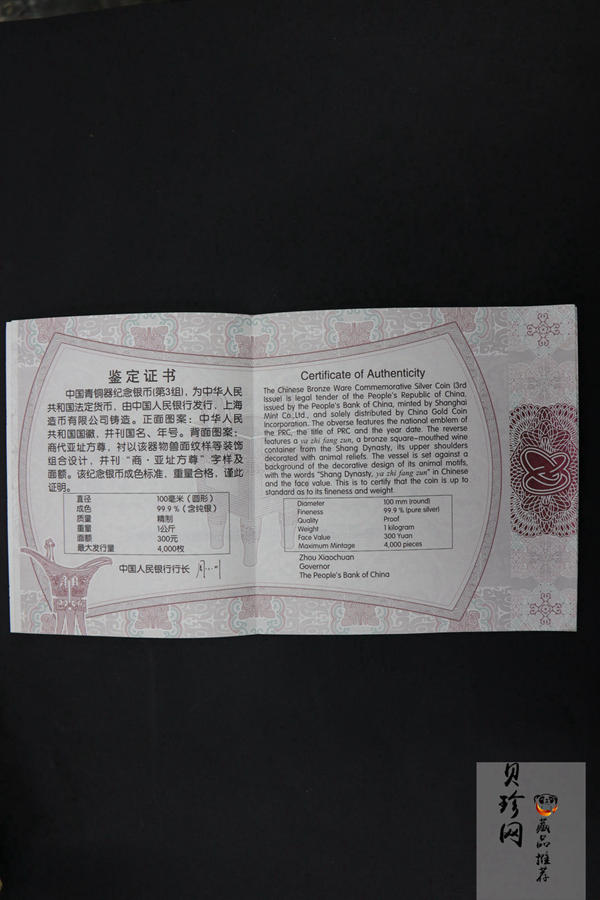 鉴定证书
中国青铜器纪念银币(第3组)，为中华人民
共和国法定货币，由中国人民银行发行，上海
造币有限公司铸造。正面图案：中华人民
共和国国徽，并刊国名、年号。背面图案：
商代亚址方尊，衬以该器物兽面纹样等装饰
组合设计，并刊“商·亚址方尊”字样及
面额。该纪念银币成色标准，重量合格，谨此
证明。
直径 100毫米（圆形）
成色 99.9 %（含纯银）
质量 精制
重量 1公斤
面额 300元
最大发行量 4,000枚
中国人民银行行长
Certificate of Authenticity
The Chinese Bronze Ware Commemorative Silver Coin (3rd
Issue) is legal tender of the People's Republic of China,
issued by the People's Bank of China, minted by Shanghai
Mint Co.,Ltd., and solely distributed by China Gold Coin
Incorporation. The obverse features the national emblem of
the PRC, the title of PRC and the year date. The reverse
features a ya zhi fang zun, a bronze square-mouthed wine
container from the Shang Dynasty, its upper shoulders
decorated with animal reliefs. The vessel is set against a
background of the decorative design of its animal motifs,
with the words "Shang Dynasty, ya zhi fang zun" in Chinese
and the face value. This is to certify that the coin is up to
standard as to its fineness and weight.
Diameter 100 mm (round)
Fineness 99.9 % (pure silver)
Quality Proof
Weight 1 kilogram
Face Value 300 Yuan
Maximum Mintage 4,000 pieces
Zhou Xiaochuan
Governor
The People's Bank of China
贝珍网
藏品推荐